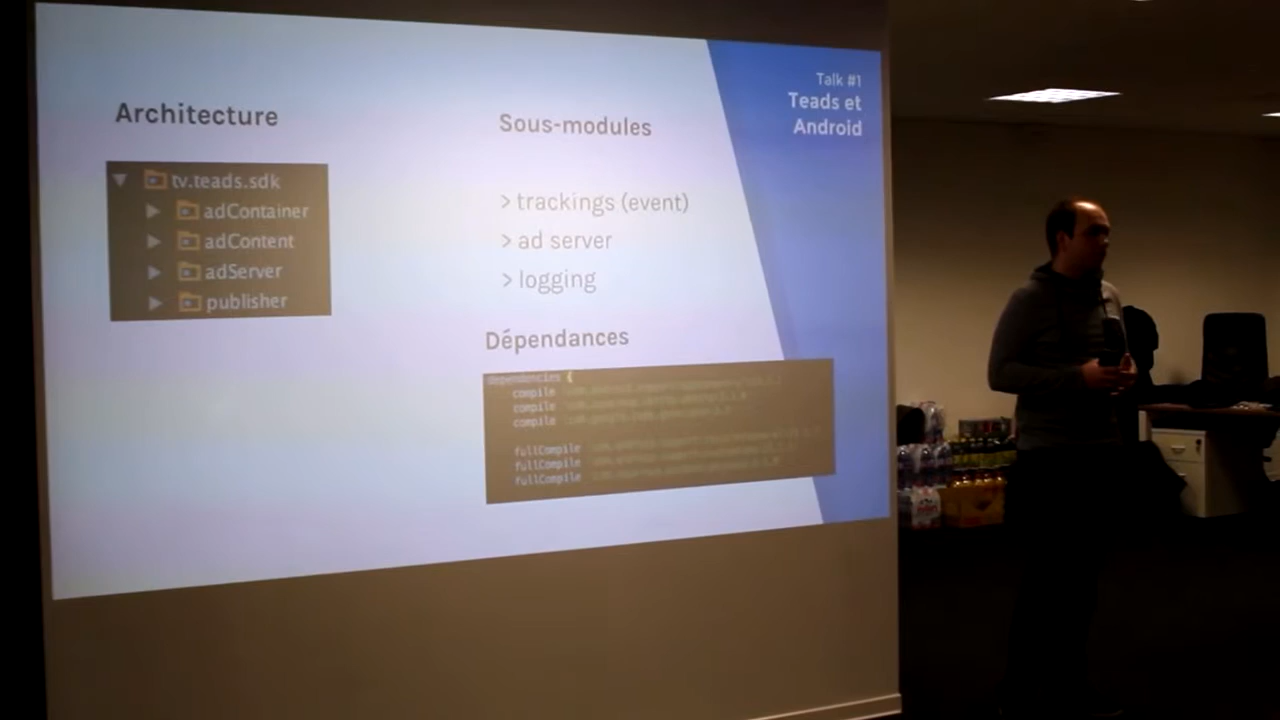 Talk #1
Teads et
Android
Architecture
tv.teads.sdk
adContainer
adContent
adServer
publisher
Sous-modules
> trackings (event)
> ad server
> logging
Dépendances
dependencies {
compile
compile
compile
fullCompile
fullCompile
fullCompile